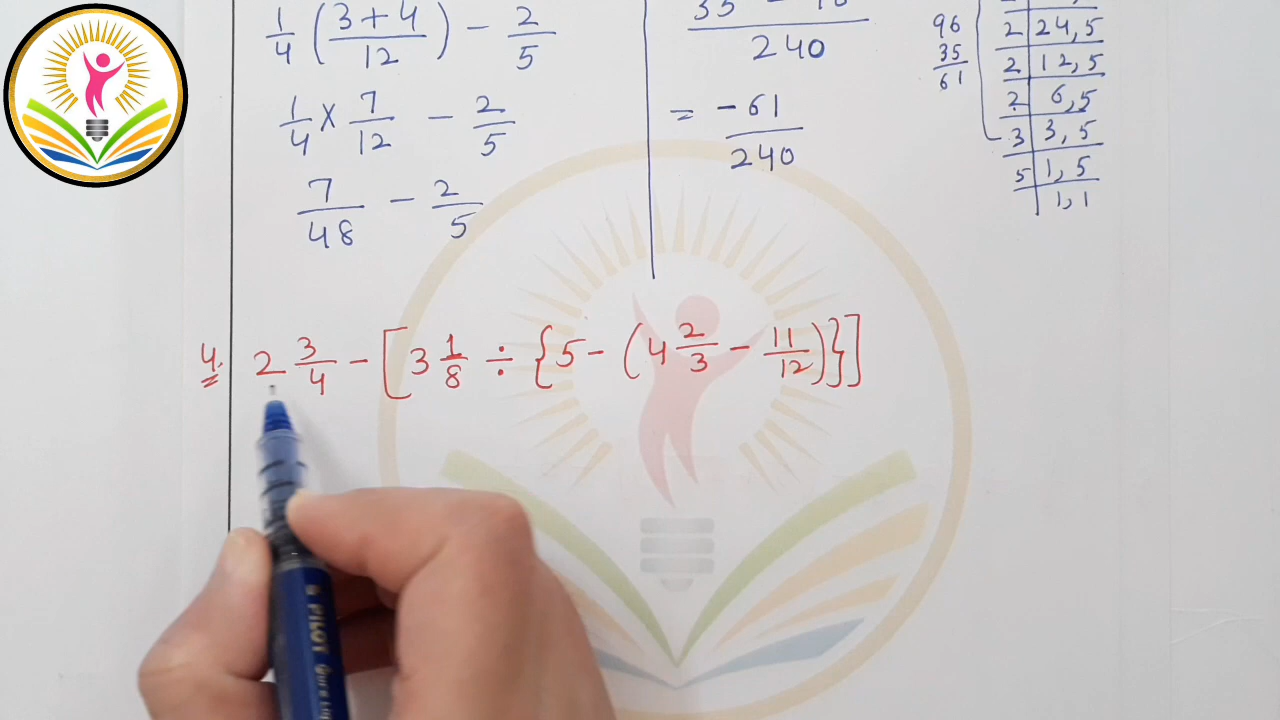 1/4 (3+4/12) - 2/5
1/4 × 7/12 - 2/5
7/48 - 2/5
240
= -61/240
96
35
61
2 | 24, 5
2 | 12, 5
2 | 6, 5
3 | 3, 5
5 | 1, 5
1, 1
4. 2 3/4 - [3 1/8 ÷ {5 - (4 2/3 - 11/12)}]
PILOT